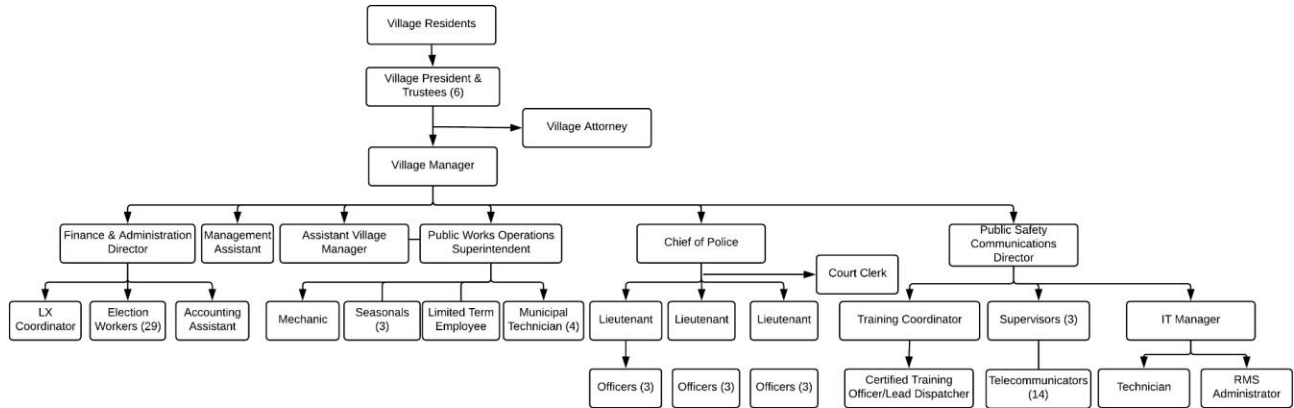 Village Residents
Village President &
Trustees (6)
Village Attorney
Village Manager
Finance & Administration
Director
Management
Assistant
Assistant Village
Manager
Public Works Operations
Superintendent
Chief of Police
Public Safety
Communications
Director
Court Clerk
LX
Coordinator
Election
Workers (29)
Accounting
Assistant
Mechanic
Seasonals
(3)
Limited Term
Employee
Municipal
Technician (4)
Lieutenant
Lieutenant
Lieutenant
Training Coordinator
Supervisors (3)
IT Manager
Officers (3)
Officers (3)
Officers (3)
Certified Training
Officer/Lead Dispatcher
Telecommunicators
(14)
Technician
RMS
Administrator